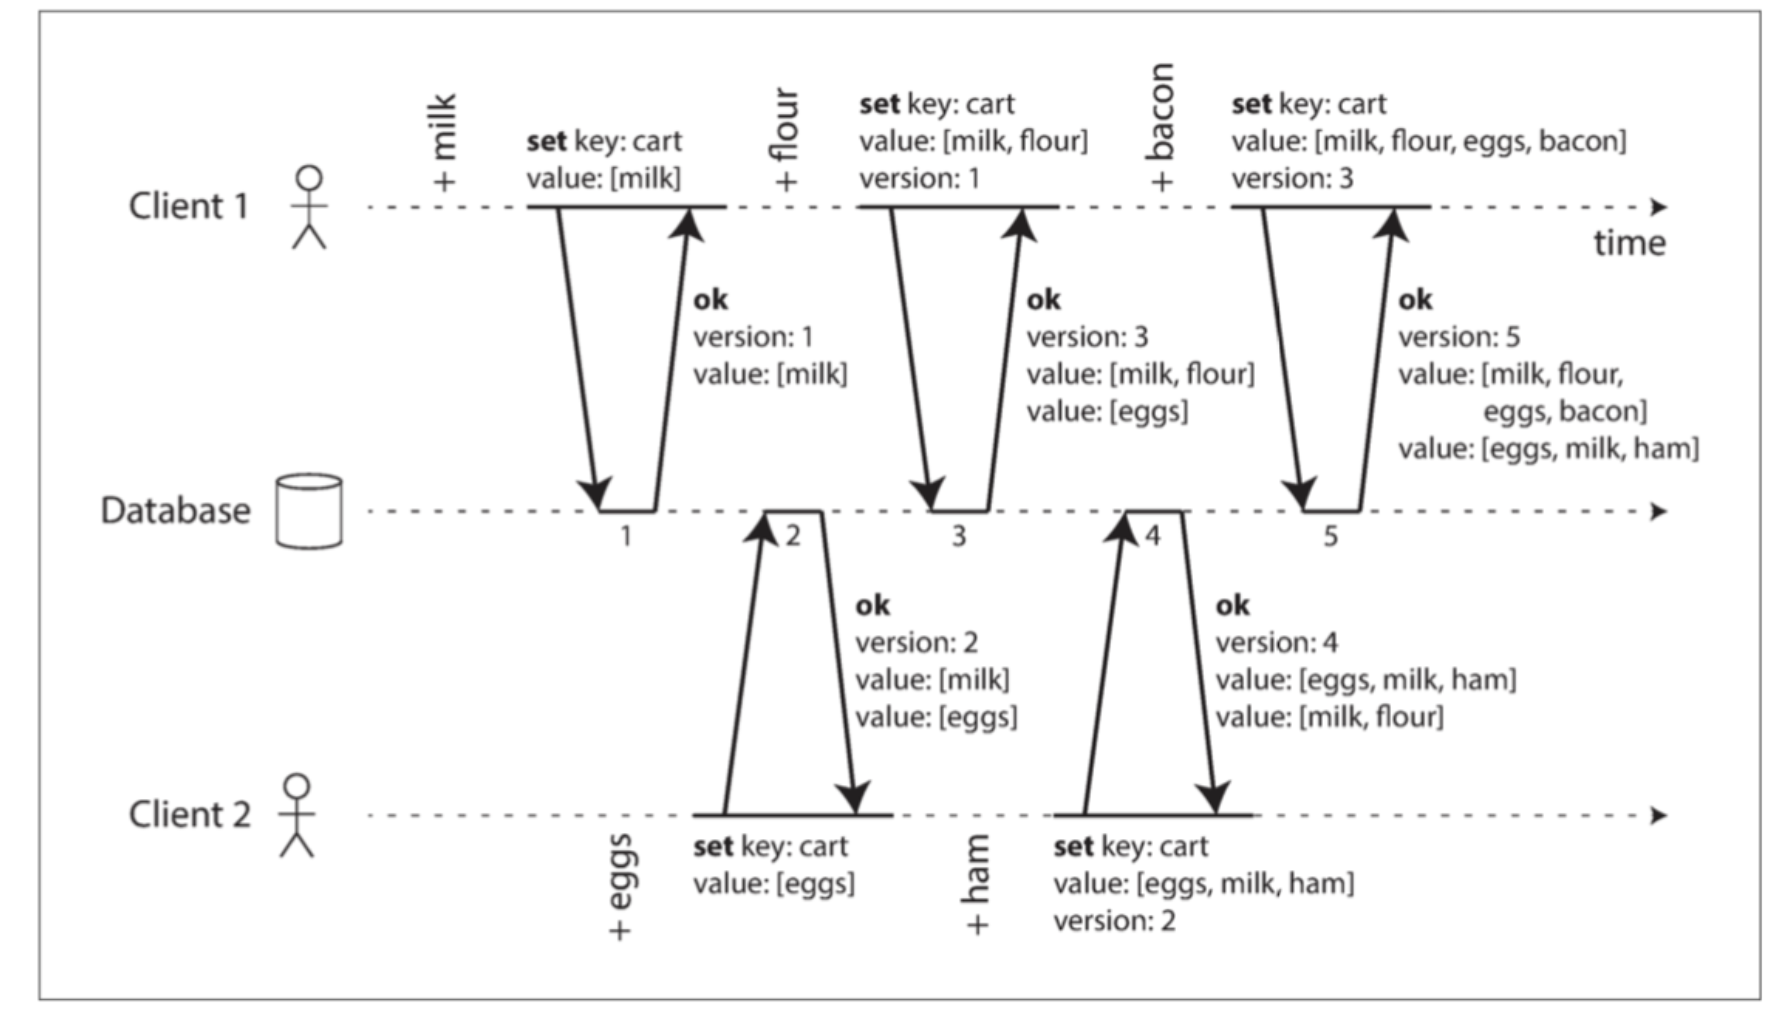 + milk
set key: cart
value: [milk]
+ flour
set key: cart
value: [milk, flour]
version: 1
+ bacon
set key: cart
value: [milk, flour, eggs, bacon]
version: 3
Client 1
time
ok
version: 1
value: [milk]
ok
version: 3
value: [milk, flour]
value: [eggs]
ok
version: 5
value: [milk, flour,
eggs, bacon]
value: [eggs, milk, ham]
Database
1
2
3
4
5
ok
version: 2
value: [milk]
value: [eggs]
ok
version: 4
value: [eggs, milk, ham]
value: [milk, flour]
Client 2
+ eggs
set key: cart
value: [eggs]
+ ham
set key: cart
value: [eggs, milk, ham]
version: 2